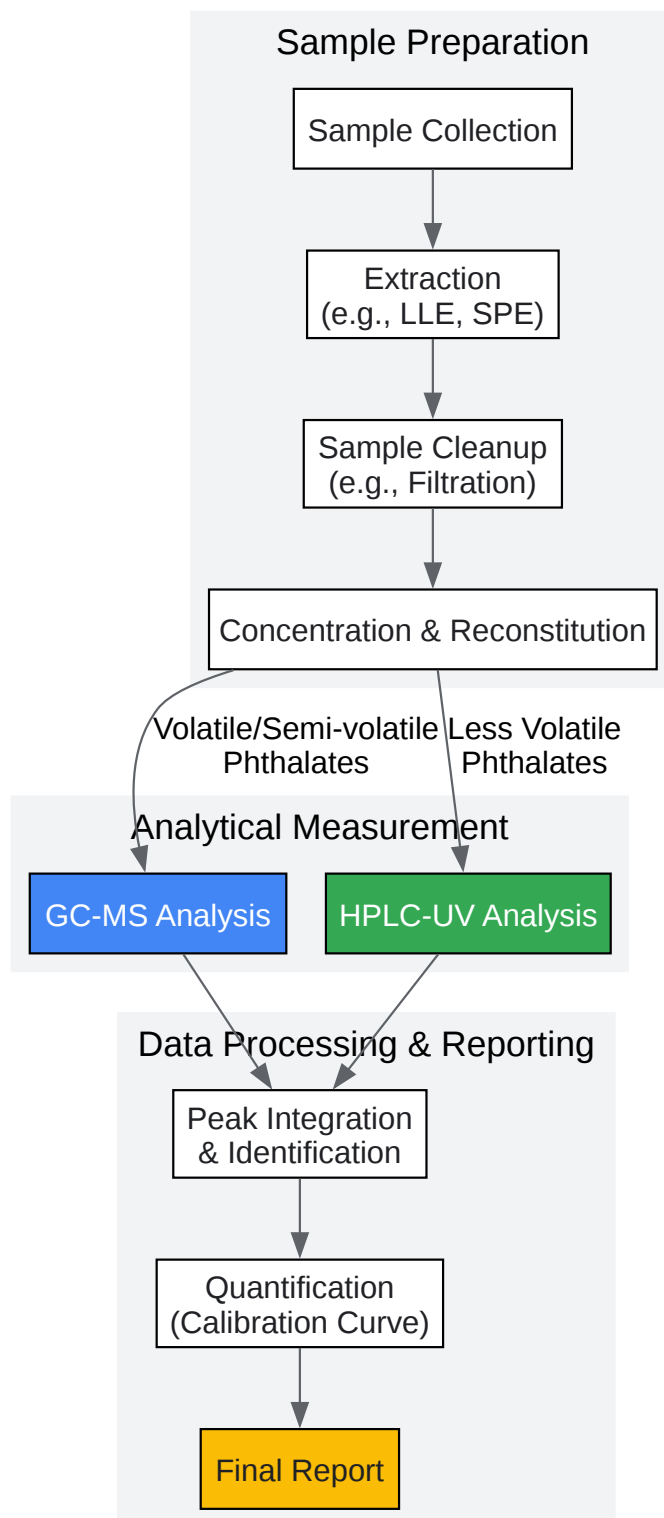 Sample Preparation
Sample Collection
Extraction
(e.g., LLE, SPE)
Sample Cleanup
(e.g., Filtration)
Concentration & Reconstitution
Volatile/Semi-volatile
Phthalates
Less Volatile
Phthalates
Analytical Measurement
GC-MS Analysis
HPLC-UV Analysis
Data Processing & Reporting
Peak Integration
& Identification
Quantification
(Calibration Curve)
Final Report